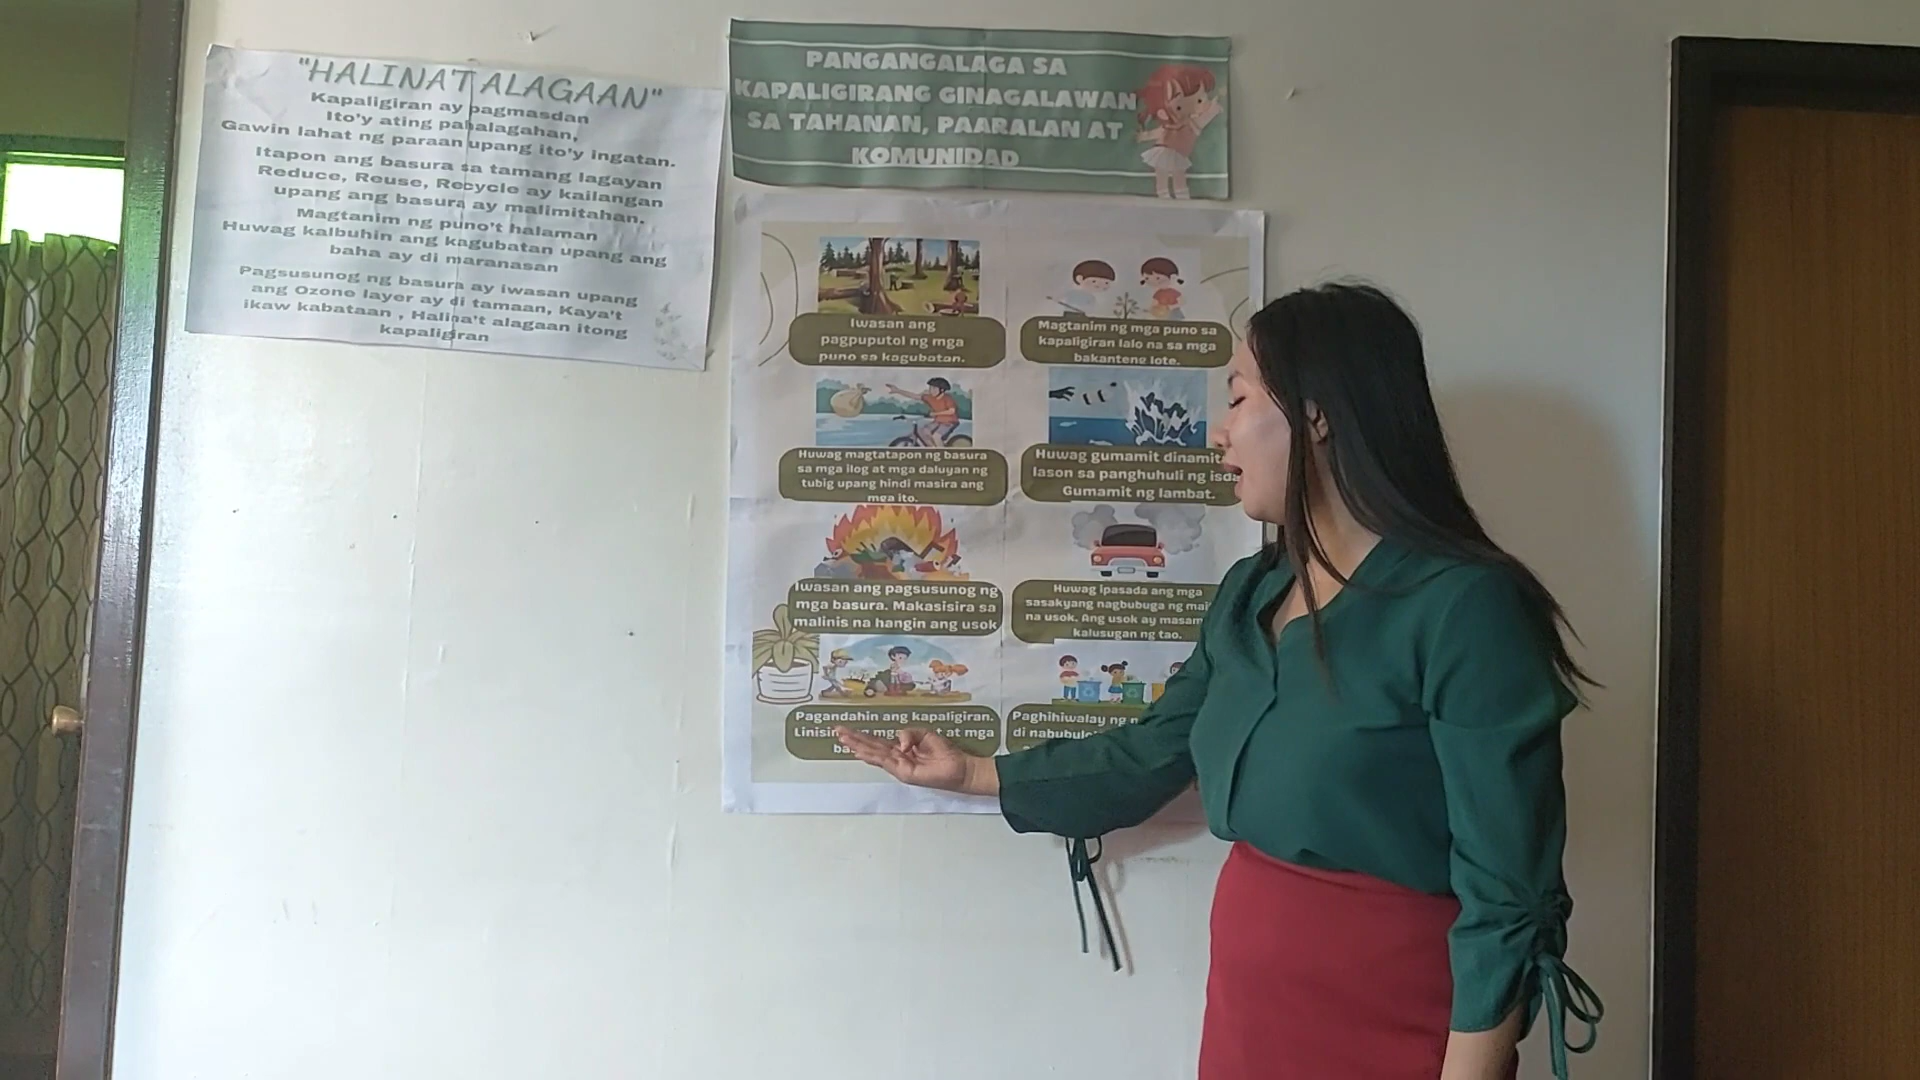 "HALINA'T ALAGAAN"
Kapaligiran ay pagmasdan
Ito'y ating pahalagahan,
Gawin lahat ng paraan upang ito'y ingatan.
Itapon ang basura sa tamang lagayan
Reduce, Reuse, Recycle ay kailangan
upang ang basura ay malimitahan.
Magtanim ng puno't halaman
Huwag kalbuhin ang kagubatan upang ang
baha ay di maranasan
Pagsusunog ng basura ay iwasan upang
ang Ozone layer ay di tamaan, Kaya't
ikaw kabataan , Halina't alagaan itong
kapaligiran
PANGANGALAGA SA
KAPALIGIRANG GINAGALAWAN
SA TAHANAN, PAARALAN AT
KOMUNIDAD
Iwasan ang
pagpuputol ng mga
puno sa kagubatan.
Magtanim ng mga puno sa
kapaligiran lalo na sa mga
bakanteng lote.
Huwag magtatapon ng basura
sa mga ilog at mga daluyan ng
tubig upang hindi masira ang
mga ito.
Huwag gumamit
lason sa panghuhuli ng isda
Gumamit ng lambat.
Iwasan ang pagsusunog ng
mga basura. Makasisira sa
malinis na hangin ang usok
Huwag ipasada ang mga
sasakyang nagbubuga ng
na usok. Ang usok ay
kalusugan ng tao.
Pagandahin ang kapaligiran.
at mga
Paghihiwalay ng
di